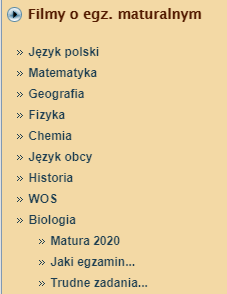 Filmy o egz. maturalnym
» Język polski
» Matematyka
» Geografia
» Fizyka
» Chemia
» Język obcy
» Historia
» WOS
» Biologia
» Matura 2020
» Jaki egzamin...
» Trudne zadania...